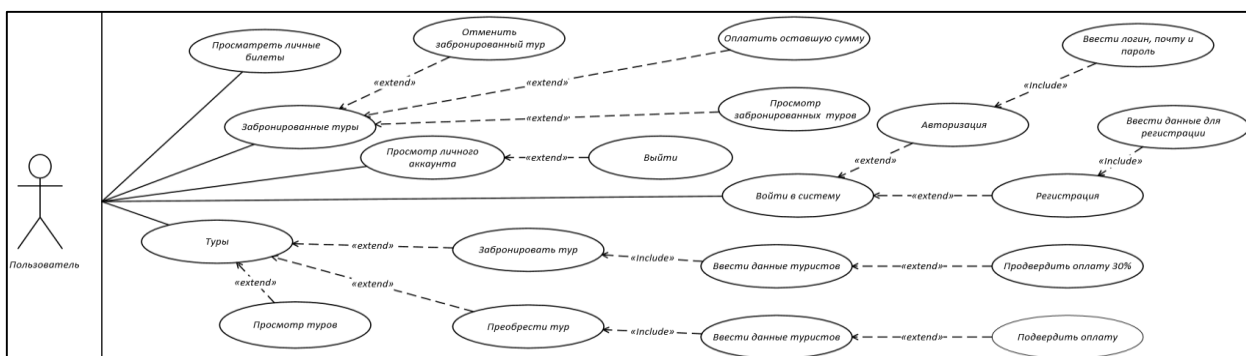 Просматреть личные
билеты
Отменить
забронированный тур
Оплатить оставшую сумму
Ввести логин, почту и
пароль
«extend»
«extend»
«Include»
Забронированные туры
«extend»
Просмотр
забронированных туров
Авторизация
Ввести данные для
регистрации
Просмотр личного
аккаунта
«extend»
Выйти
«extend»
«Include»
Войти в систему
«extend»
Регистрация
Пользователь
Туры
«extend»
Забронировать тур
«Include»
Ввести данные туристов
«extend»
Продвердить оплату 30%
«extend»
«extend»
Просмотр туров
Преобрести тур
«Include»
Ввести данные туристов
«extend»
Подвердить оплату